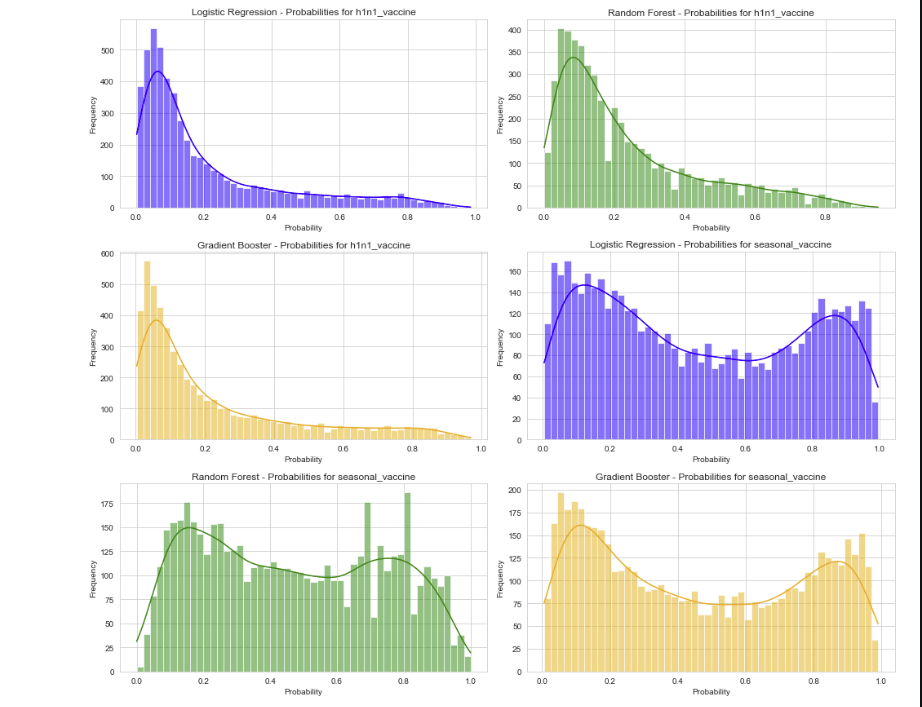 Logistic Regression - Probabilities for h1n1_vaccine
Frequency
500
400
300
200
100
0
0.0 0.2 0.4 0.6 0.8 1.0
Probability
Random Forest - Probabilities for h1n1_vaccine
Frequency
400
350
300
250
200
150
100
50
0
0.0 0.2 0.4 0.6 0.8
Probability
Gradient Booster - Probabilities for h1n1_vaccine
Frequency
600
500
400
300
200
100
0
0.0 0.2 0.4 0.6 0.8 1.0
Probability
Logistic Regression - Probabilities for seasonal_vaccine
Frequency
160
140
120
100
80
60
40
20
0
0.0 0.2 0.4 0.6 0.8 1.0
Probability
Random Forest - Probabilities for seasonal_vaccine
Frequency
175
150
125
100
75
50
25
0
0.0 0.2 0.4 0.6 0.8 1.0
Probability
Gradient Booster - Probabilities for seasonal_vaccine
Frequency
200
175
150
125
100
75
50
25
0
0.0 0.2 0.4 0.6 0.8 1.0
Probability